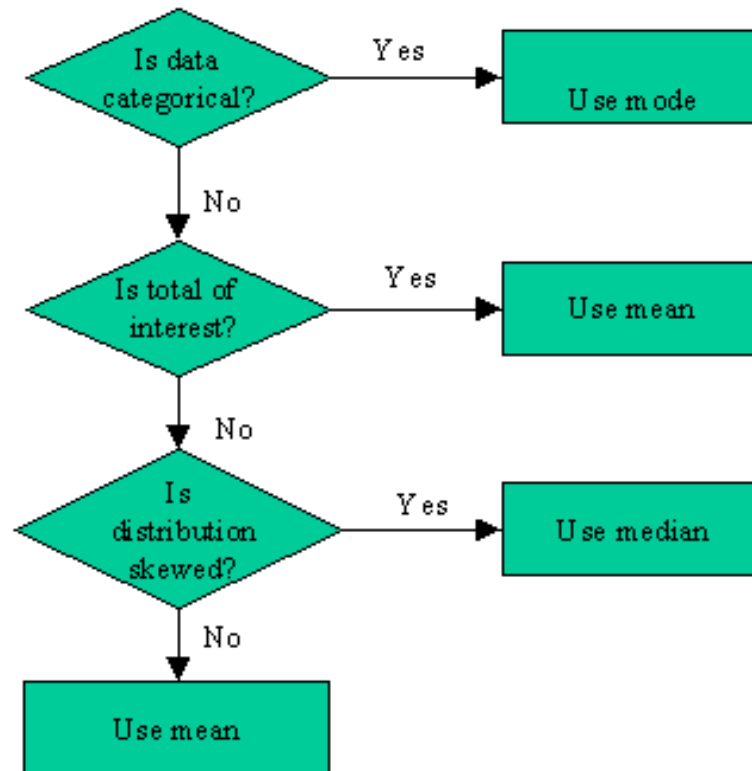 Is data
categorical?
Yes
Use mode
No
Is total of
interest?
Yes
Use mean
No
Is
distribution
skewed?
Yes
Use median
No
Use mean